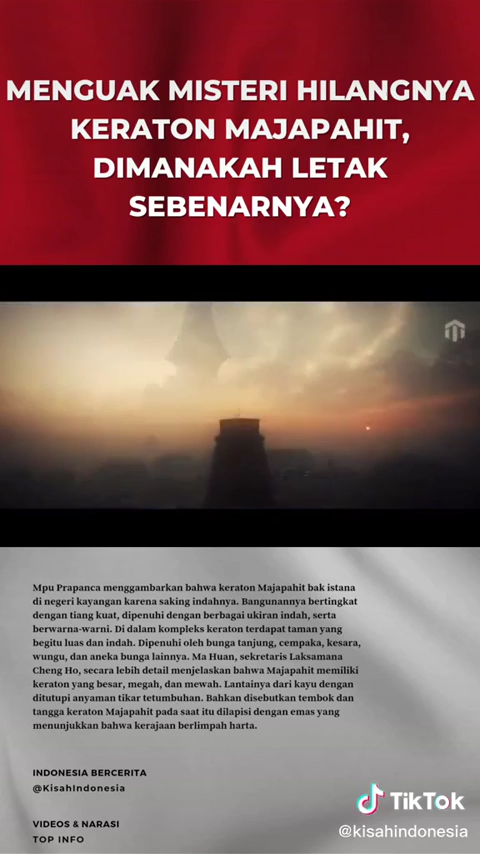 MENGUAK MISTERI HILANGNYA
KERATON MAJAPAHIT,
DIMANAKAH LETAK
SEBENARNYA?
Mpu Prapanca menggambarkan bahwa keraton Majapahit bak istana
di negeri kayangan karena saking indahnya. Bangunannya bertingkat
dengan tiang kuat, dipenuhi dengan berbagai ukiran indah, serta
berwarna-warni. Di dalam kompleks keraton terdapat taman yang
begitu luas dan indah. Dipenuhi oleh bunga tanjung, cempaka, kesara,
wungu, dan aneka bunga lainnya. Ma Huan, sekretaris Laksamana
Cheng Ho, secara lebih detail menjelaskan bahwa Majapahit memiliki
keraton yang besar, megah, dan mewah. Lantainya dari kayu dengan
ditutupi anyaman tikar tetumbuhan. Bahkan disebutkan tembok dan
tangga keraton Majapahit pada saat itu dilapisi dengan emas yang
menunjukkan bahwa kerajaan berlimpah harta.
INDONESIA BERCERITA
@KisahIndonesia
VIDEOS & NARASI
TOP INFO
TikTok
@kisahindonesia